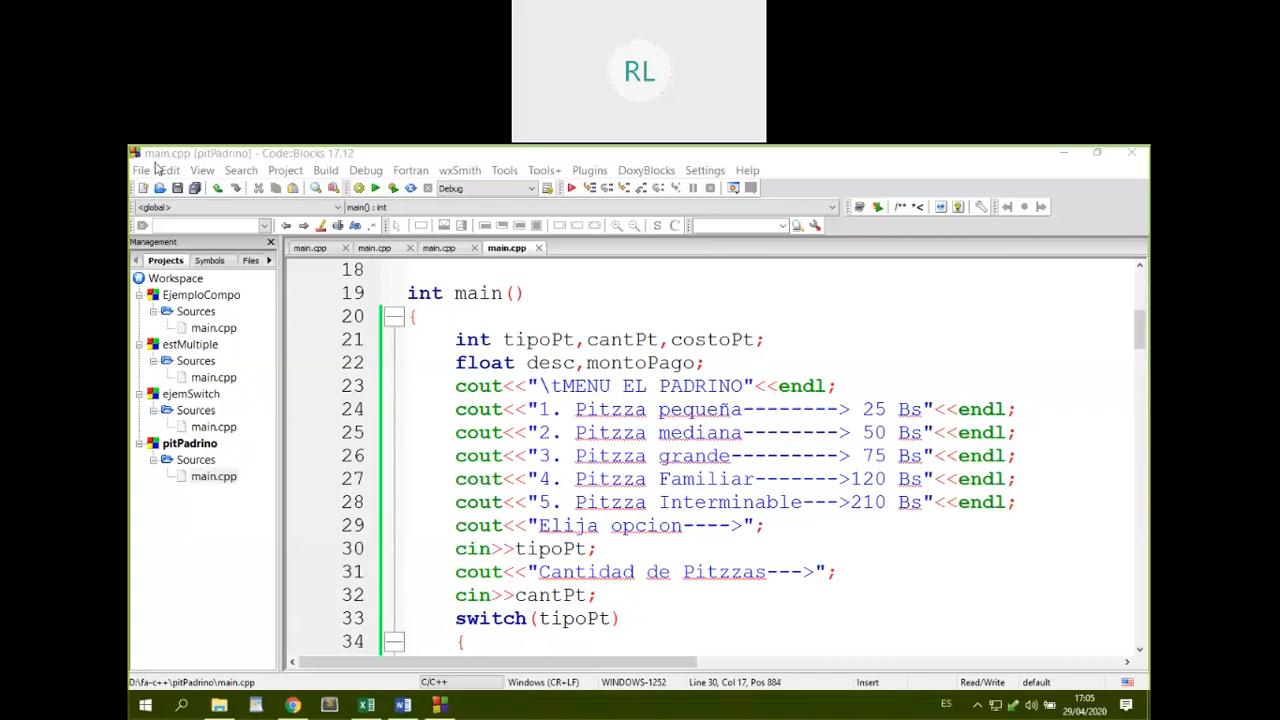 RL
main.cpp [pitPadrino] - Code::Blocks 17.12
File Edit View Search Project Build Debug Fortran wxSmith Tools Tools+ Plugins DoxyBlocks Settings Help
Debug
<global> main() : int /** *<
S C
Management
main.cpp main.cpp main.cpp main.cpp
Projects Symbols Files
Workspace
EjemploCompo
Sources
main.cpp
estMultiple
Sources
main.cpp
ejemSwitch
Sources
main.cpp
pitPadrino
Sources
main.cpp
18
19 int main()
20 {
21 int tipoPt,cantPt,costoPt;
22 float desc,montoPago;
23 cout<<"\tMENU EL PADRINO"<<endl;
24 cout<<"1. Pitzza pequeña--------> 25 Bs"<<endl;
25 cout<<"2. Pitzza mediana--------> 50 Bs"<<endl;
26 cout<<"3. Pitzza grande---------> 75 Bs"<<endl;
27 cout<<"4. Pitzza Familiar------->120 Bs"<<endl;
28 cout<<"5. Pitzza Interminable--->210 Bs"<<endl;
29 cout<<"Elija opcion---->";
30 cin>>tipoPt;
31 cout<<"Cantidad de Pitzzas--->";
32 cin>>cantPt;
33 switch(tipoPt)
34 {
D:\fa-c++\pitPadrino\main.cpp C/C++ Windows (CR+LF) WINDOWS-1252 Line 30, Col 17, Pos 884 Insert Read/Write default
ES
17:05
29/04/2020